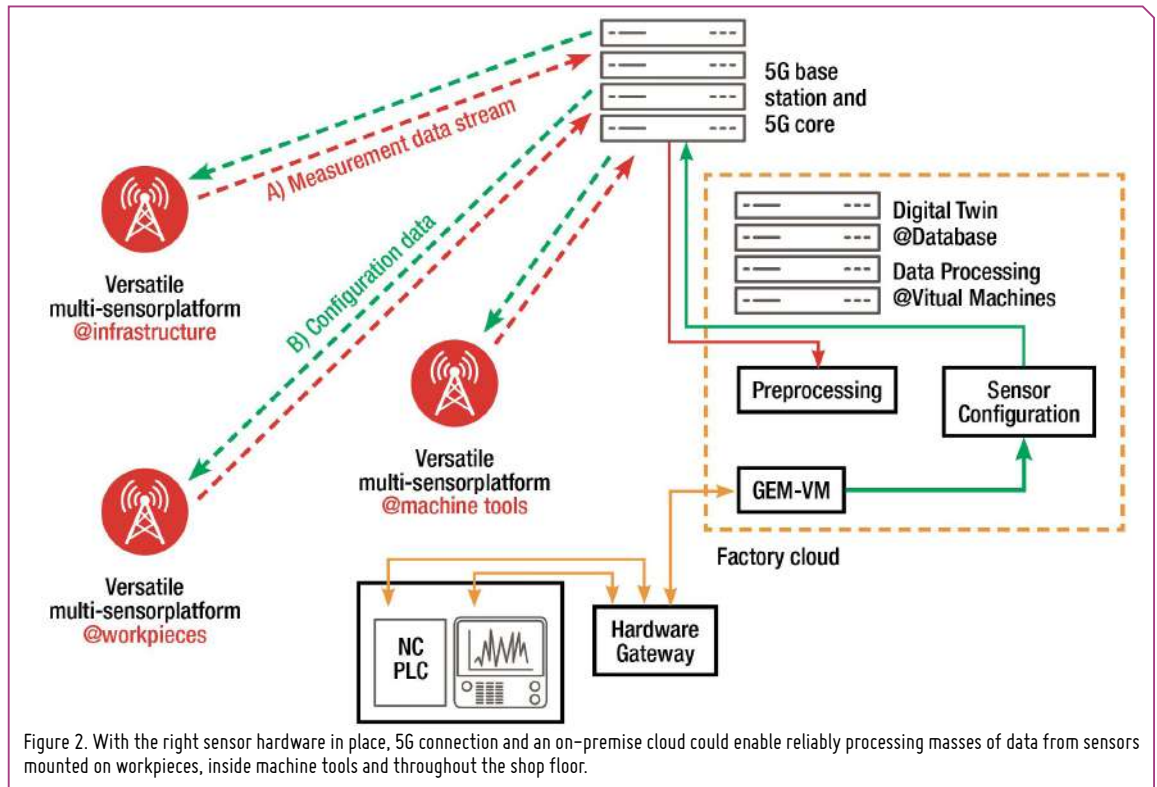 5G base
station and
5G core
A) Measurement data stream
B) Configuration data
Versatile
multi-sensorplatform
@infrastructure
Versatile
multi-sensorplatform
@machine tools
Versatile
multi-sensorplatform
@workpieces
Digital Twin
@Database
Data Processing
@Vitual Machines
Preprocessing
Sensor
Configuration
GEM-VM
Factory cloud
Hardware
Gateway
NC
PLC
Figure 2. With the right sensor hardware in place, 5G connection and an on-premise cloud could enable reliably processing masses of data from sensors
mounted on workpieces, inside machine tools and throughout the shop floor.